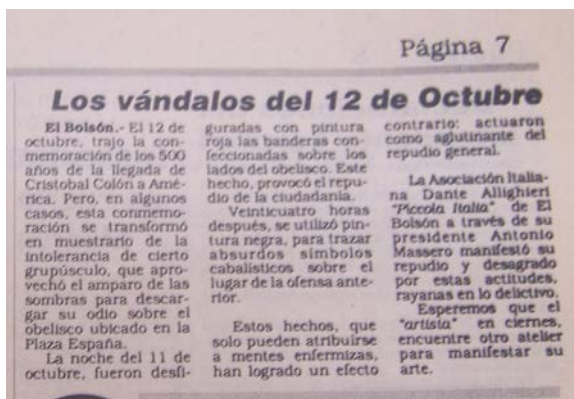 Página 7
Los vándalos del 12 de Octubre
El Bolsón.- El 12 de
octubre, trajo la con-
memoración de los 500
años de la llegada de
Cristobal Colón a Amé-
rica. Pero, en algunos
casos, esta conmemo-
ración se transformó
en muestrario de la
intolerancia de cierto
grupúsculo, que apro-
vechó el amparo de las
sombras para descar-
gar su odio sobre el
obelisco ubicado en la
Plaza España.
La noche del 11 de
octubre, fueron desfi-
guradas con pintura
roja las banderas con-
feccionadas sobre los
lados del obelisco. Este
hecho, provocó el repu-
dio de la ciudadanía.
Veinticuatro horas
después, se utilizó pin-
tura negra, para trazar
absurdos símbolos
cabalísticos sobre el
lugar de la ofensa ante-
rior.
Estos hechos, que
solo pueden atribuirse
a mentes enfermizas,
han logrado un efecto
contrario: actuaron
como aglutinante del
repudio general.
La Asociación Italia-
na Dante Allighieri
"Piccola Italia" de El
Bolsón a través de su
presidente Antonio
Massero manifestó su
repudio y desagrado
por estas actitudes,
rayanas en lo delictivo.
Esperemos que el
"artista" en ciernes,
encuentre otro atelier
para manifestar su
arte.